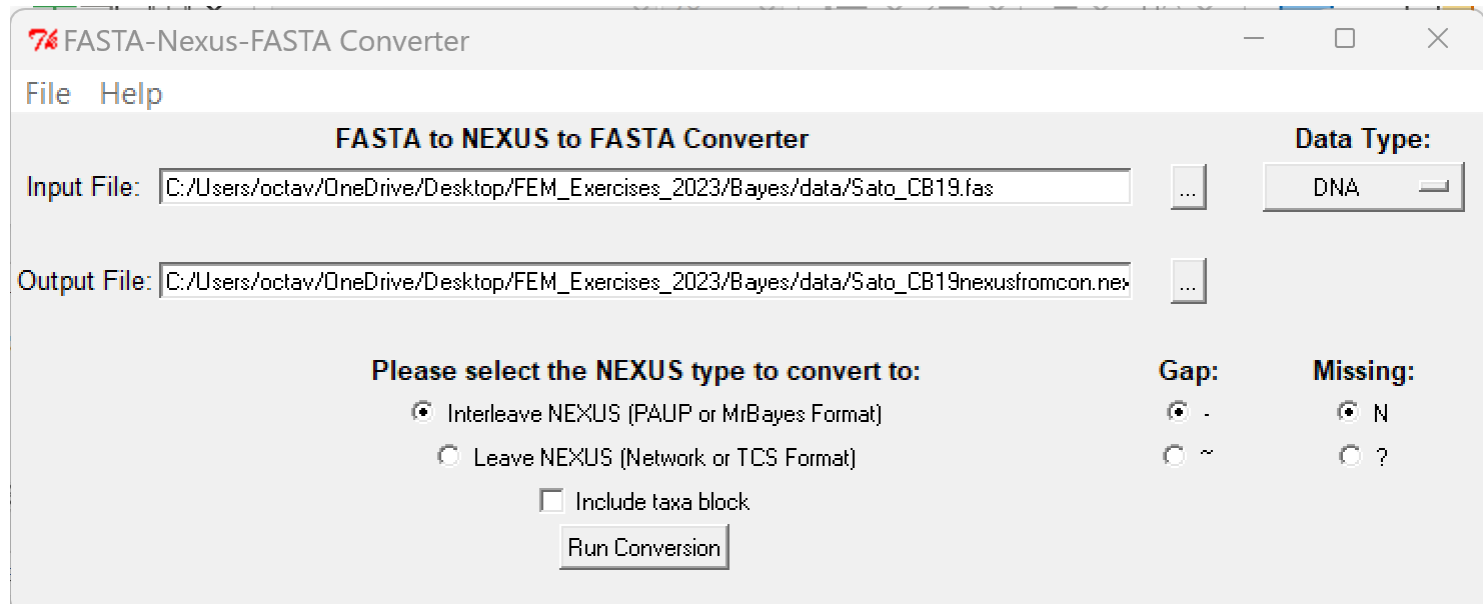 FASTA-Nexus-FASTA Converter
File Help
FASTA to NEXUS to FASTA Converter Data Type:
Input File: C:/Users/octav/OneDrive/Desktop/FEM_Exercises_2023/Bayes/data/Sato_CB19.fas ... DNA
Output File: C:/Users/octav/OneDrive/Desktop/FEM_Exercises_2023/Bayes/data/Sato_CB19nexusfromcon.nex ...
Please select the NEXUS type to convert to: Gap: Missing:
Interleave NEXUS (PAUP or MrBayes Format) - N
Leave NEXUS (Network or TCS Format) ~ ?
Include taxa block
Run Conversion